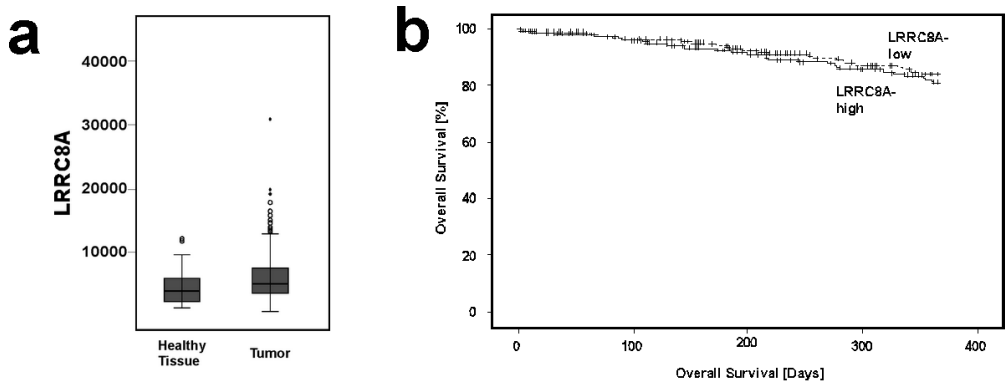 a
LRRC8A
40000
30000
20000
10000
Healthy
Tissue
Tumor
b
Overall Survival [%]
100
80
60
40
20
0
LRRC8A-
low
LRRC8A-
high
0 100 200 300 400
Overall Survival [Days]